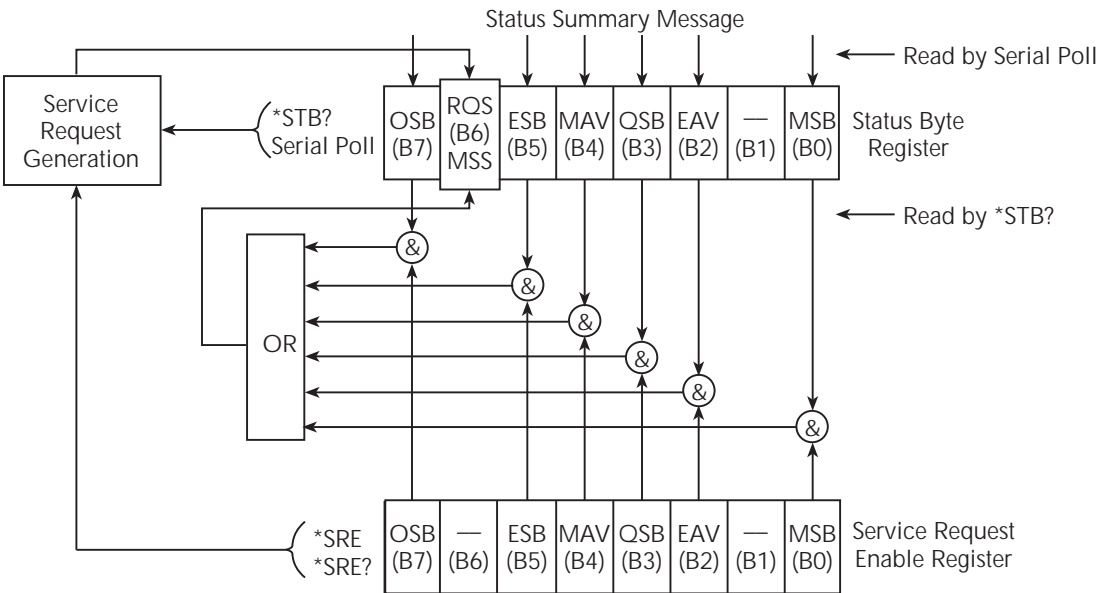 Status Summary Message
Read by Serial Poll
Service
Request
Generation
*STB?
Serial Poll
OSB
(B7)
RQS
(B6)
MSS
ESB
(B5)
MAV
(B4)
QSB
(B3)
EAV
(B2)
—
(B1)
MSB
(B0)
Status Byte
Register
Read by *STB?
&
&
&
&
&
&
OR
*SRE
*SRE?
OSB
(B7)
—
(B6)
ESB
(B5)
MAV
(B4)
QSB
(B3)
EAV
(B2)
—
(B1)
MSB
(B0)
Service Request
Enable Register